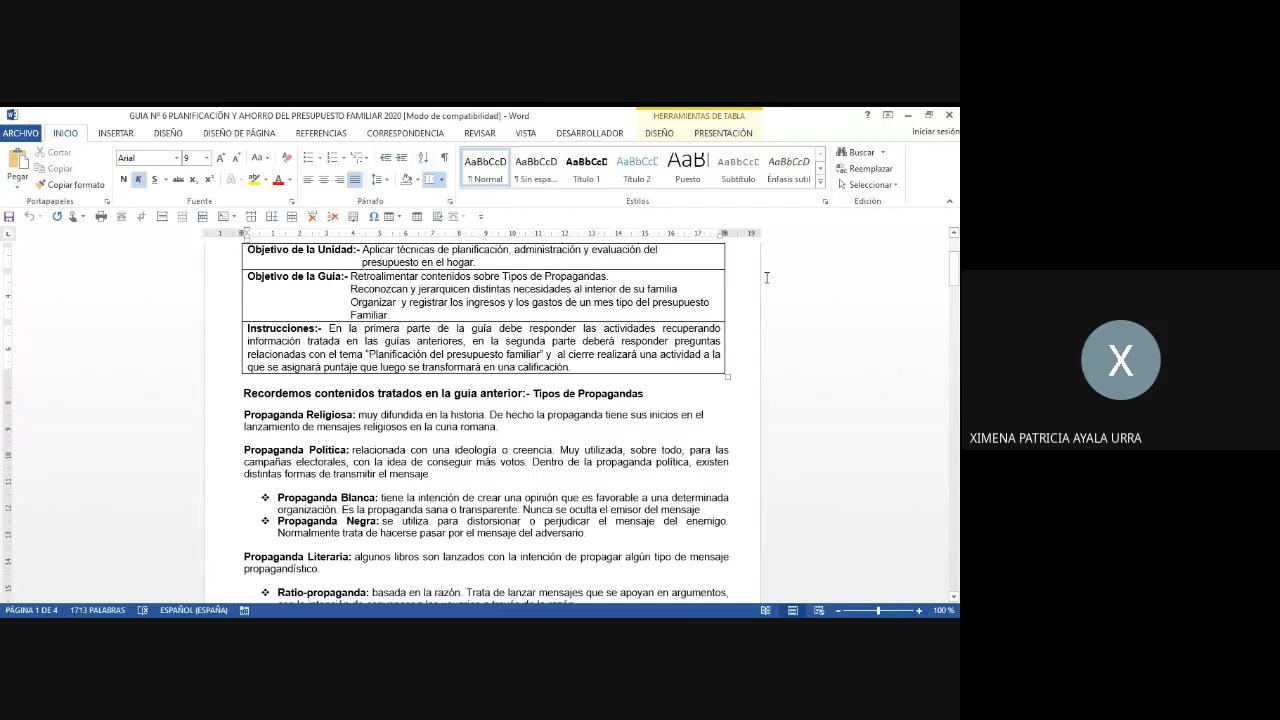 GUIA Nº 6 PLANIFICACIÓN Y AHORRO DEL PRESUPUESTO FAMILIAR 2020 [Modo de compatibilidad] - Word
HERRAMIENTAS DE TABLA
ARCHIVO INICIO INSERTAR DISEÑO DISEÑO DE PÁGINA REFERENCIAS CORRESPONDENCIA REVISAR VISTA DESARROLLADOR DISEÑO PRESENTACIÓN Iniciar sesión
Pegar
Cortar
Copiar
Copiar formato
Arial 9
AaBbCcD AaBbCcD AaBbCcD AaBbCcD AaBl AaBbCcD AaBbCcD
¶ Normal ¶ Sin espa... Título 1 Título 2 Puesto Subtítulo Énfasis sutil
Buscar
Reemplazar
Seleccionar
Portapapeles Fuente Párrafo Estilos Edición
Objetivo de la Unidad:- Aplicar técnicas de planificación, administración y evaluación del
presupuesto en el hogar.
Objetivo de la Guía:- Retroalimentar contenidos sobre Tipos de Propagandas.
Reconozcan y jerarquicen distintas necesidades al interior de su familia
Organizar y registrar los ingresos y los gastos de un mes tipo del presupuesto
Familiar.
Instrucciones:- En la primera parte de la guía debe responder las actividades recuperando
información tratada en las guías anteriores, en la segunda parte deberá responder preguntas
relacionadas con el tema “Planificación del presupuesto familiar” y al cierre realizará una actividad a la
que se asignará puntaje que luego se transformará en una calificación.
Recordemos contenidos tratados en la guía anterior:- Tipos de Propagandas
Propaganda Religiosa: muy difundida en la historia. De hecho la propaganda tiene sus inicios en el
lanzamiento de mensajes religiosos en la curia romana.
Propaganda Política: relacionada con una ideología o creencia. Muy utilizada, sobre todo, para las
campañas electorales, con la idea de conseguir más votos. Dentro de la propaganda política, existen
distintas formas de transmitir el mensaje
❖ Propaganda Blanca: tiene la intención de crear una opinión que es favorable a una determinada
organización. Es la propaganda sana o transparente. Nunca se oculta el emisor del mensaje
❖ Propaganda Negra: se utiliza para distorsionar o perjudicar el mensaje del enemigo.
Normalmente trata de hacerse pasar por el mensaje del adversario.
Propaganda Literaria: algunos libros son lanzados con la intención de propagar algún tipo de mensaje
propagandístico.
❖ Ratio-propaganda: basada en la razón. Trata de lanzar mensajes que se apoyan en argumentos,
PÁGINA 1 DE 4 1713 PALABRAS ESPAÑOL (ESPAÑA) 100 %
X
XIMENA PATRICIA AYALA URRA